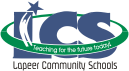 LCS
Teaching for the future today!
Lapeer Community Schools